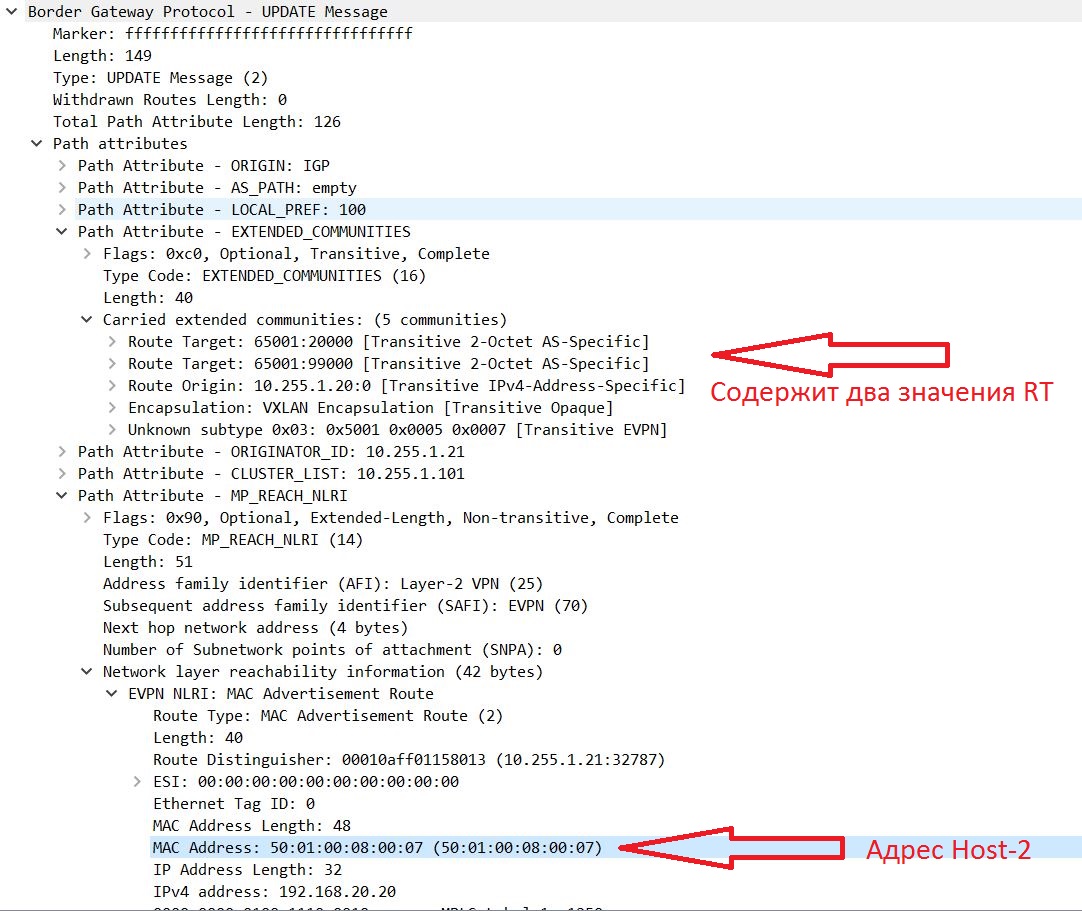 Border Gateway Protocol - UPDATE Message
Marker: ffffffffffffffffffffffffffffffff
Length: 149
Type: UPDATE Message (2)
Withdrawn Routes Length: 0
Total Path Attribute Length: 126
Path attributes
Path Attribute - ORIGIN: IGP
Path Attribute - AS_PATH: empty
Path Attribute - LOCAL_PREF: 100
Path Attribute - EXTENDED_COMMUNITIES
Flags: 0xc0, Optional, Transitive, Complete
Type Code: EXTENDED_COMMUNITIES (16)
Length: 40
Carried extended communities: (5 communities)
Route Target: 65001:20000 [Transitive 2-Octet AS-Specific]
Route Target: 65001:99000 [Transitive 2-Octet AS-Specific]
Содержит два значения RT
Route Origin: 10.255.1.20:0 [Transitive IPv4-Address-Specific]
Encapsulation: VXLAN Encapsulation [Transitive Opaque]
Unknown subtype 0x03: 0x5001 0x0005 0x0007 [Transitive EVPN]
Path Attribute - ORIGINATOR_ID: 10.255.1.21
Path Attribute - CLUSTER_LIST: 10.255.1.101
Path Attribute - MP_REACH_NLRI
Flags: 0x90, Optional, Extended-Length, Non-transitive, Complete
Type Code: MP_REACH_NLRI (14)
Length: 51
Address family identifier (AFI): Layer-2 VPN (25)
Subsequent address family identifier (SAFI): EVPN (70)
Next hop network address (4 bytes)
Number of Subnetwork points of attachment (SNPA): 0
Network layer reachability information (42 bytes)
EVPN NLRI: MAC Advertisement Route
Route Type: MAC Advertisement Route (2)
Length: 40
Route Distinguisher: 00010aff01158013 (10.255.1.21:32787)
ESI: 00:00:00:00:00:00:00:00:00:00
Ethernet Tag ID: 0
MAC Address Length: 48
MAC Address: 50:01:00:08:00:07 (50:01:00:08:00:07)
Адрес Host-2
IP Address Length: 32
IPv4 address: 192.168.20.20